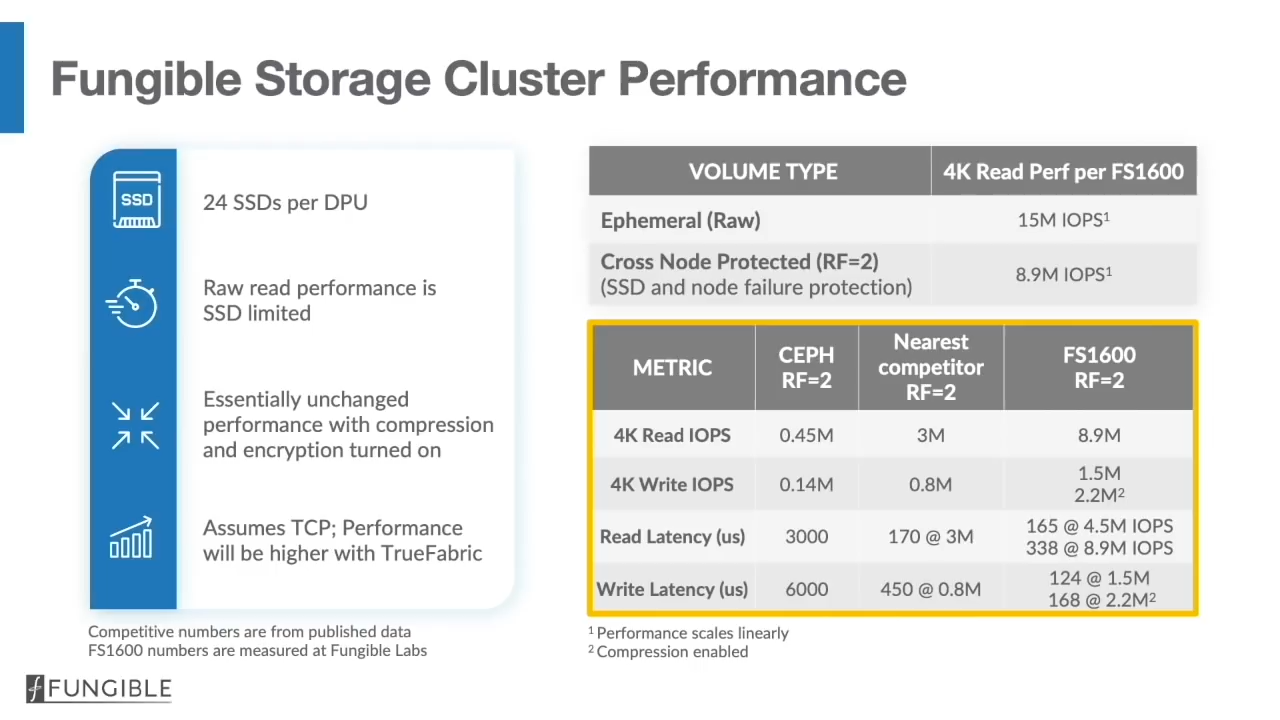 Fungible Storage Cluster Performance
SSD
24 SSDs per DPU
Raw read performance is
SSD limited
Essentially unchanged
performance with compression
and encryption turned on
Assumes TCP; Performance
will be higher with TrueFabric
Competitive numbers are from published data
FS1600 numbers are measured at Fungible Labs
VOLUME TYPE 4K Read Perf per FS1600
Ephemeral (Raw) 15M IOPS¹
Cross Node Protected (RF=2)
(SSD and node failure protection) 8.9M IOPS¹
METRIC CEPH RF=2 Nearest competitor RF=2 FS1600 RF=2
4K Read IOPS 0.45M 3M 8.9M
4K Write IOPS 0.14M 0.8M 1.5M 2.2M²
Read Latency (us) 3000 170 @ 3M 165 @ 4.5M IOPS 338 @ 8.9M IOPS
Write Latency (us) 6000 450 @ 0.8M 124 @ 1.5M 168 @ 2.2M²
¹ Performance scales linearly
² Compression enabled
FUNGIBLE